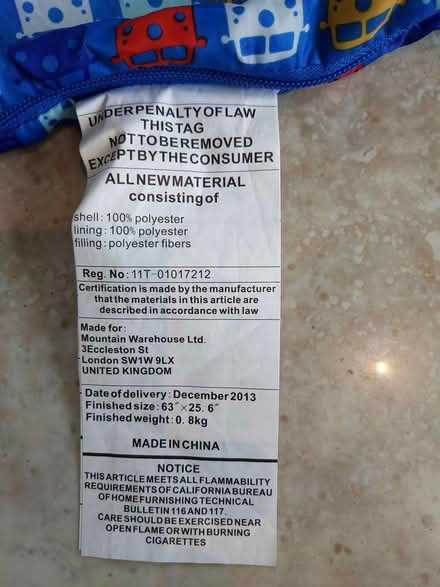 UNDER PENALTY OF LAW
THIS TAG
NOT TO BE REMOVED
EXCEPT BY THE CONSUMER
ALL NEW MATERIAL
consisting of
shell: 100% polyester
lining: 100% polyester
filling: polyester fibers
Reg. No: 11T-01017212
Certification is made by the manufacturer
that the materials in this article are
described in accordance with law
Made for:
Mountain Warehouse Ltd.
3Eccleston St
London SW1W 9LX
UNITED KINGDOM
Date of delivery: December 2013
Finished size: 63″×25. 6″
Finished weight: 0. 8kg
MADE IN CHINA
NOTICE
THIS ARTICLE MEETS ALL FLAMMABILITY
REQUIREMENTS OF CALIFORNIA BUREAU
OF HOME FURNISHING TECHNICAL
BULLETIN 116 AND 117.
CARE SHOULD BE EXERCISED NEAR
OPEN FLAME OR WITH BURNING
CIGARETTES